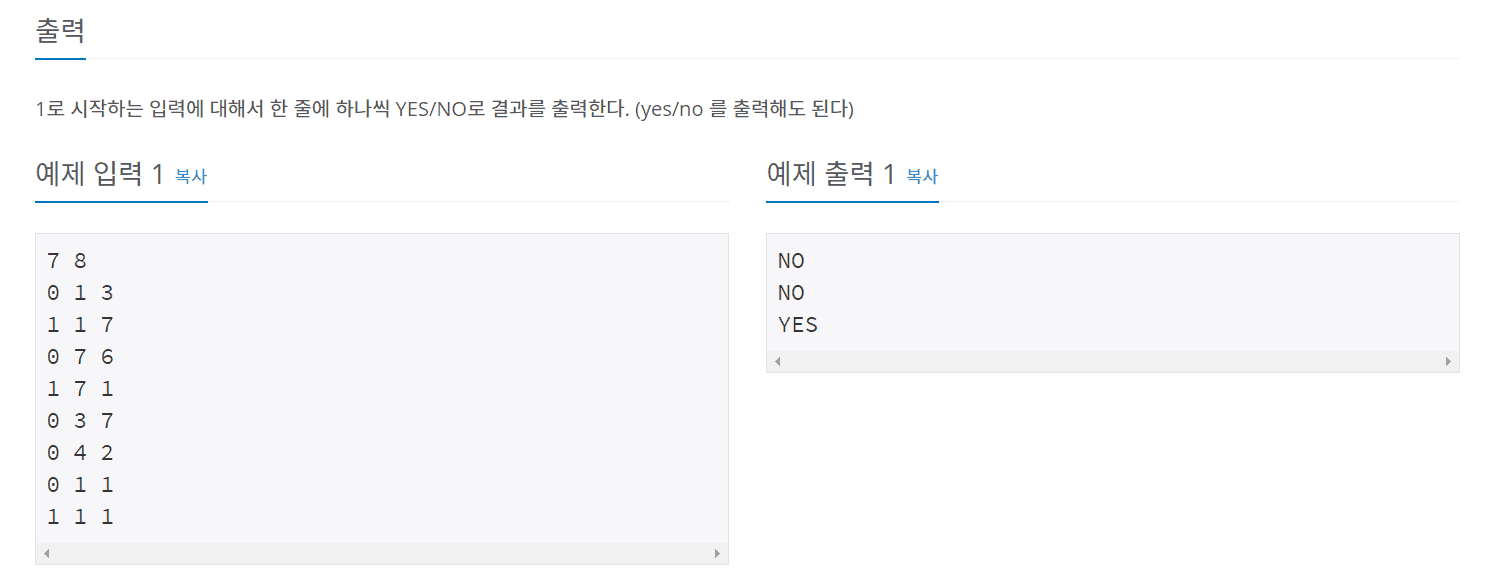 출력
1로 시작하는 입력에 대해서 한 줄에 하나씩 YES/NO로 결과를 출력한다. (yes/no 를 출력해도 된다)
예제 입력 1 복사
7 8
0 1 3
1 1 7
0 7 6
1 7 1
0 3 7
0 4 2
0 1 1
1 1 1
예제 출력 1 복사
NO
NO
YES